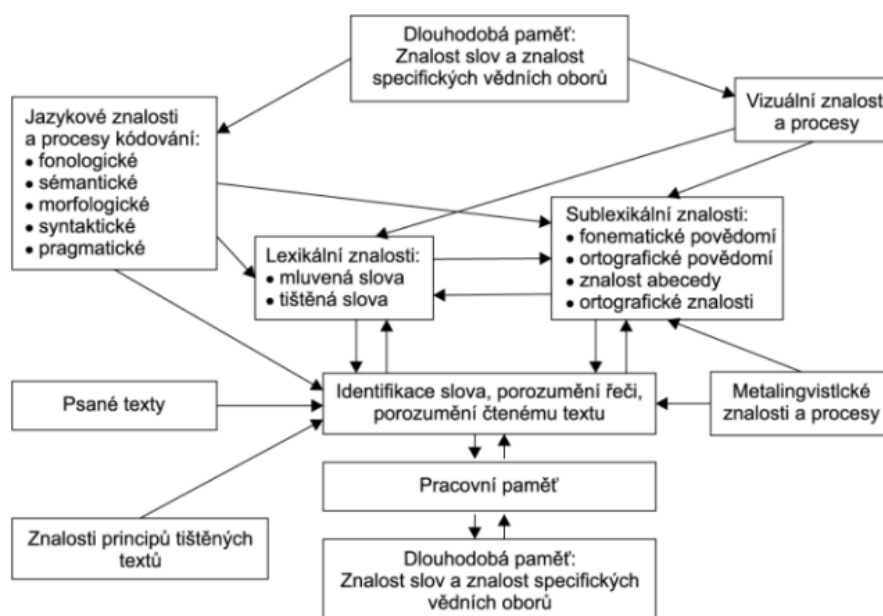 Dlouhodobá paměť:
Znalost slov a znalost
specifických vědních oborů
Jazykové znalosti
a procesy kódování:
• fonologické
• sémantické
• morfologické
• syntaktické
• pragmatické
Vizuální znalost
a procesy
Sublexikální znalosti:
• fonematické povědomí
• ortografické povědomí
• znalost abecedy
• ortografické znalosti
Lexikální znalosti:
• mluvená slova
• tištěná slova
Psané texty
Identifikace slova, porozumění řeči,
porozumění čtenému textu
Metalingvistlcké
znalosti a procesy
Pracovní paměť
Znalosti principů tištěných
textů
Dlouhodobá paměť:
Znalost slov a znalost specifických
vědních oborů